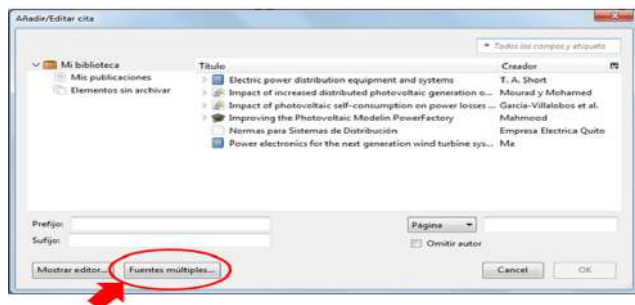 Añadir/Editar cita
Todos los campos y etiqueta
Mi biblioteca
Mis publicaciones
Elementos sin archivar
Título Creador
Electric power distribution equipment and systems T. A. Short
Impact of increased distributed photovoltaic generation o... Mourad y Mohamed
Impact of photovoltaic self-consumption on power losses ... Garcia-Villalobos et al.
Improving the Photovoltaic Modelin PowerFactory Mahmood
Normas para Sistemas de Distribución Empresa Electrica Quito
Power electronics for the next generation wind turbine sys... Ma
Prefijo: Página
Sufijo: Omitir autor
Mostrar editor... Fuentes múltiples... Cancel OK